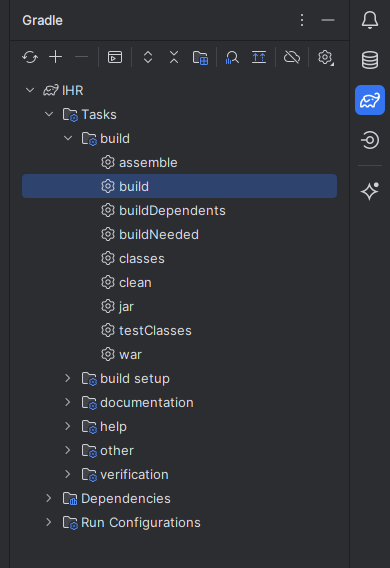 Gradle
IHR
Tasks
build
assemble
build
buildDependents
buildNeeded
classes
clean
jar
testClasses
war
build setup
documentation
help
other
verification
Dependencies
Run Configurations